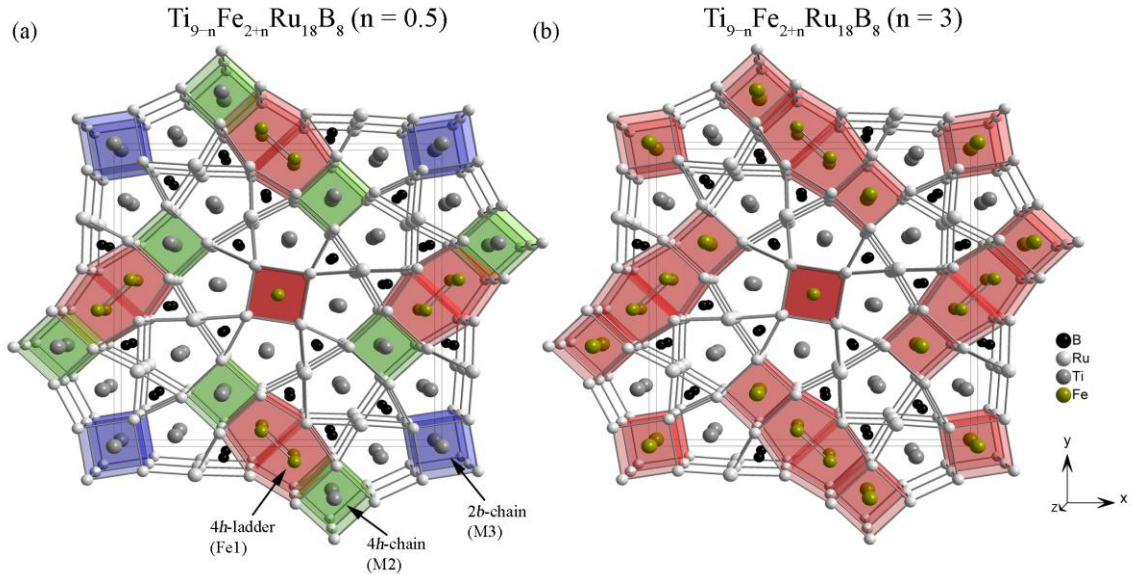 (a)
Ti₉₋ₙFe₂₊ₙRu₁₈B₈ (n = 0.5)
(b)
Ti₉₋ₙFe₂₊ₙRu₁₈B₈ (n = 3)
B
Ru
Ti
Fe
y
x
z
4h-ladder
(Fe1)
4h-chain
(M2)
2b-chain
(M3)